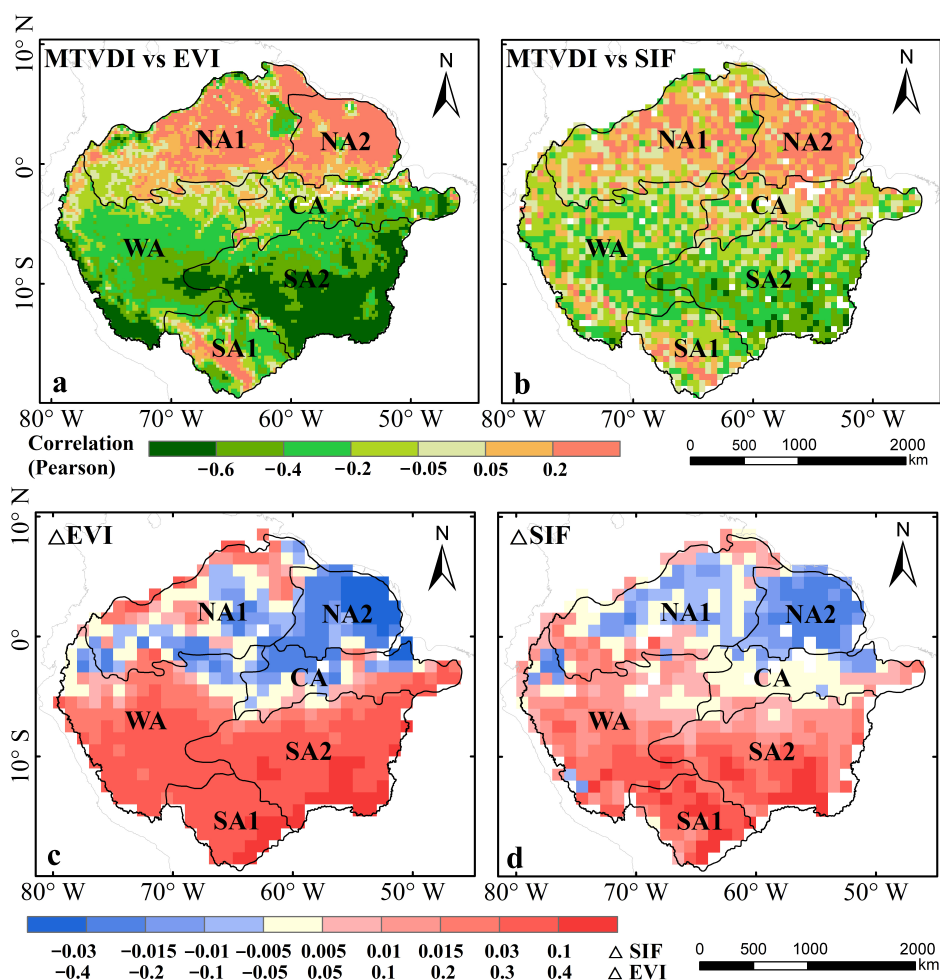 10° N
0°
10° S
MTVDI vs EVI
N
NA1
NA2
CA
WA
SA2
SA1
a
80° W
70° W
60° W
50° W
MTVDI vs SIF
N
NA1
NA2
CA
WA
SA2
SA1
b
80° W
70° W
60° W
50° W
Correlation
(Pearson)
−0.6 −0.4 −0.2 −0.05 0.05 0.2
0 500 1000 2000
km
10° N
0°
10° S
△EVI
N
NA1
NA2
CA
WA
SA2
SA1
c
80° W
70° W
60° W
50° W
△SIF
N
NA1
NA2
CA
WA
SA2
SA1
d
80° W
70° W
60° W
50° W
−0.03 −0.015 −0.01 −0.005 0.005 0.01 0.015 0.03 0.1 △ SIF
−0.4 −0.2 −0.1 −0.05 0.05 0.1 0.2 0.3 0.4 △ EVI
0 500 1000 2000
km